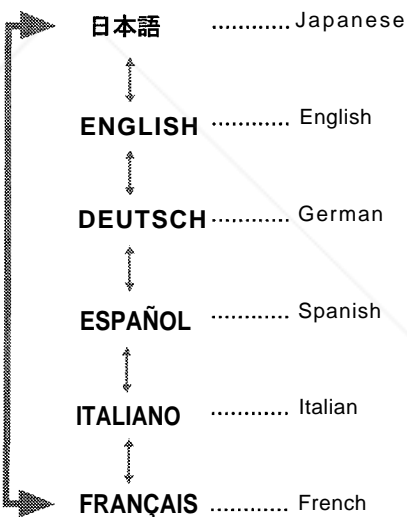 日本語 ............ Japanese
ENGLISH ............ English
DEUTSCH ............ German
ESPAÑOL ............ Spanish
ITALIANO ............ Italian
FRANÇAIS ............ French